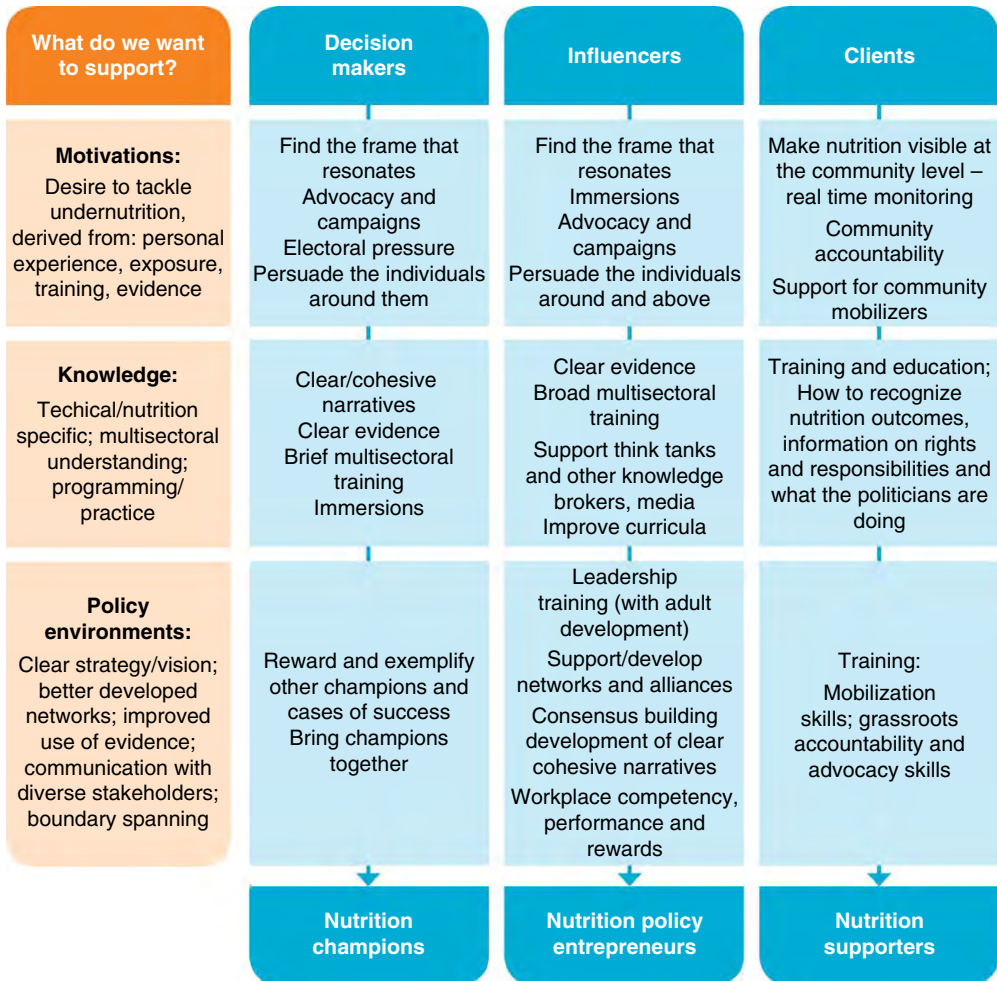 What do we want
to support?
Decision
makers
Influencers
Clients
Motivations:
Desire to tackle
undernutrition,
derived from: personal
experience, exposure,
training, evidence
Find the frame that
resonates
Advocacy and
campaigns
Electoral pressure
Persuade the individuals
around them
Find the frame that
resonates
Immersions
Advocacy and
campaigns
Persuade the individuals
around and above
Make nutrition visible at
the community level –
real time monitoring
Community
accountability
Support for community
mobilizers
Knowledge:
Techical/nutrition
specific; multisectoral
understanding;
programming/
practice
Clear/cohesive
narratives
Clear evidence
Brief multisectoral
training
Immersions
Clear evidence
Broad multisectoral
training
Support think tanks
and other knowledge
brokers, media
Improve curricula
Training and education;
How to recognize
nutrition outcomes,
information on rights
and responsibilities and
what the politicians are
doing
Policy
environments:
Clear strategy/vision;
better developed
networks; improved
use of evidence;
communication with
diverse stakeholders;
boundary spanning
Reward and exemplify
other champions and
cases of success
Bring champions
together
Leadership
training (with adult
development)
Support/develop
networks and alliances
Consensus building
development of clear
cohesive narratives
Workplace competency,
performance and
rewards
Training:
Mobilization
skills; grassroots
accountability and
advocacy skills
Nutrition
champions
Nutrition policy
entrepreneurs
Nutrition
supporters